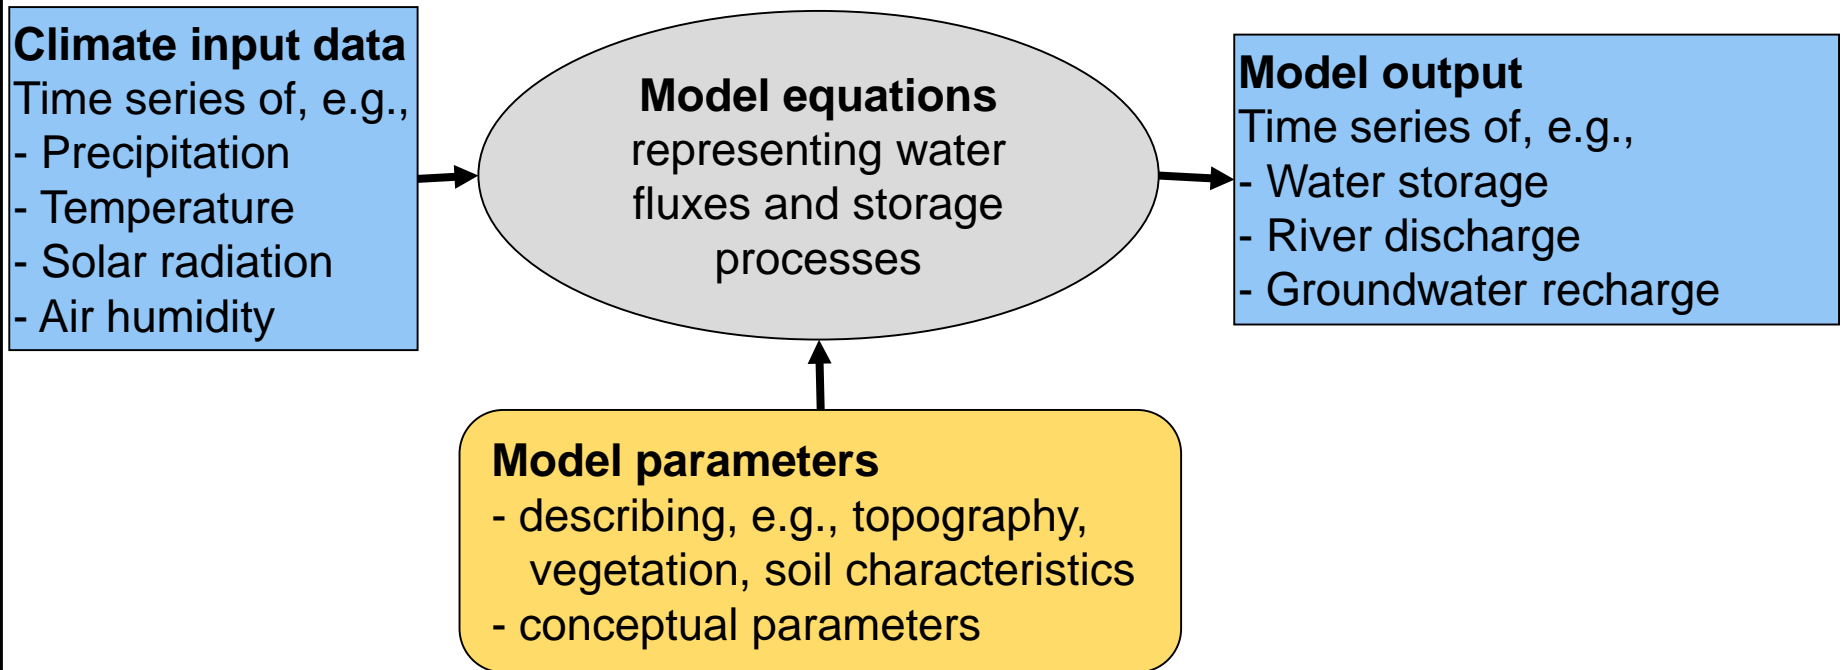 Climate input data
Time series of, e.g.,
- Precipitation
- Temperature
- Solar radiation
- Air humidity
Model equations
representing water
fluxes and storage
processes
Model output
Time series of, e.g.,
- Water storage
- River discharge
- Groundwater recharge
Model parameters
- describing, e.g., topography,
vegetation, soil characteristics
- conceptual parameters